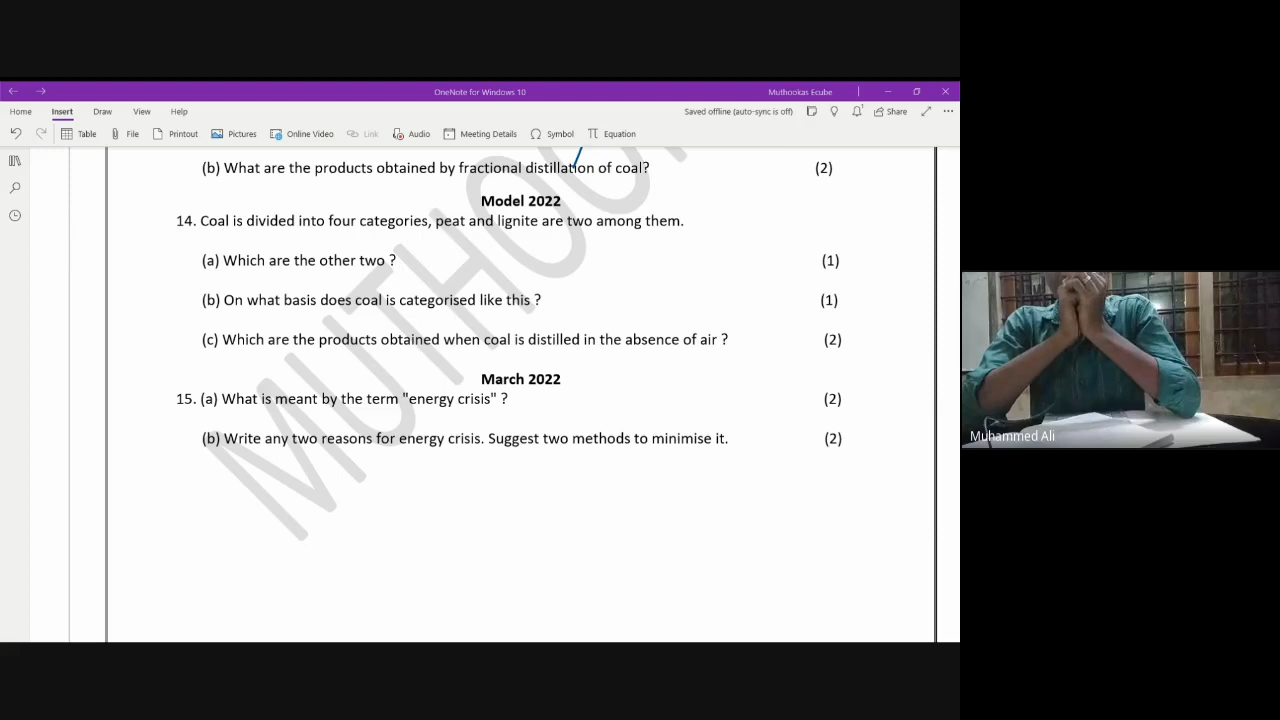 OneNote for Windows 10
Muthookas Ecube
Home Insert Draw View Help
Saved offline (auto-sync is off)
Share
Table File Printout Pictures Online Video Link Audio Meeting Details Symbol Equation
(b) What are the products obtained by fractional distillation of coal? (2)
Model 2022
14. Coal is divided into four categories, peat and lignite are two among them.
(a) Which are the other two ? (1)
(b) On what basis does coal is categorised like this ? (1)
(c) Which are the products obtained when coal is distilled in the absence of air ? (2)
March 2022
15. (a) What is meant by the term "energy crisis" ? (2)
(b) Write any two reasons for energy crisis. Suggest two methods to minimise it. (2)
MUTHOO
Muhammed Ali